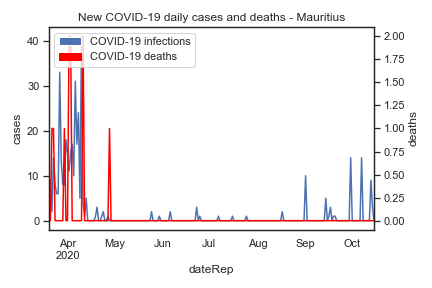 New COVID-19 daily cases and deaths - Mauritius
COVID-19 infections
COVID-19 deaths
40
30
20
10
0
cases
2.00
1.75
1.50
1.25
1.00
0.75
0.50
0.25
0.00
deaths
Apr May Jun Jul Aug Sep Oct
2020
dateRep